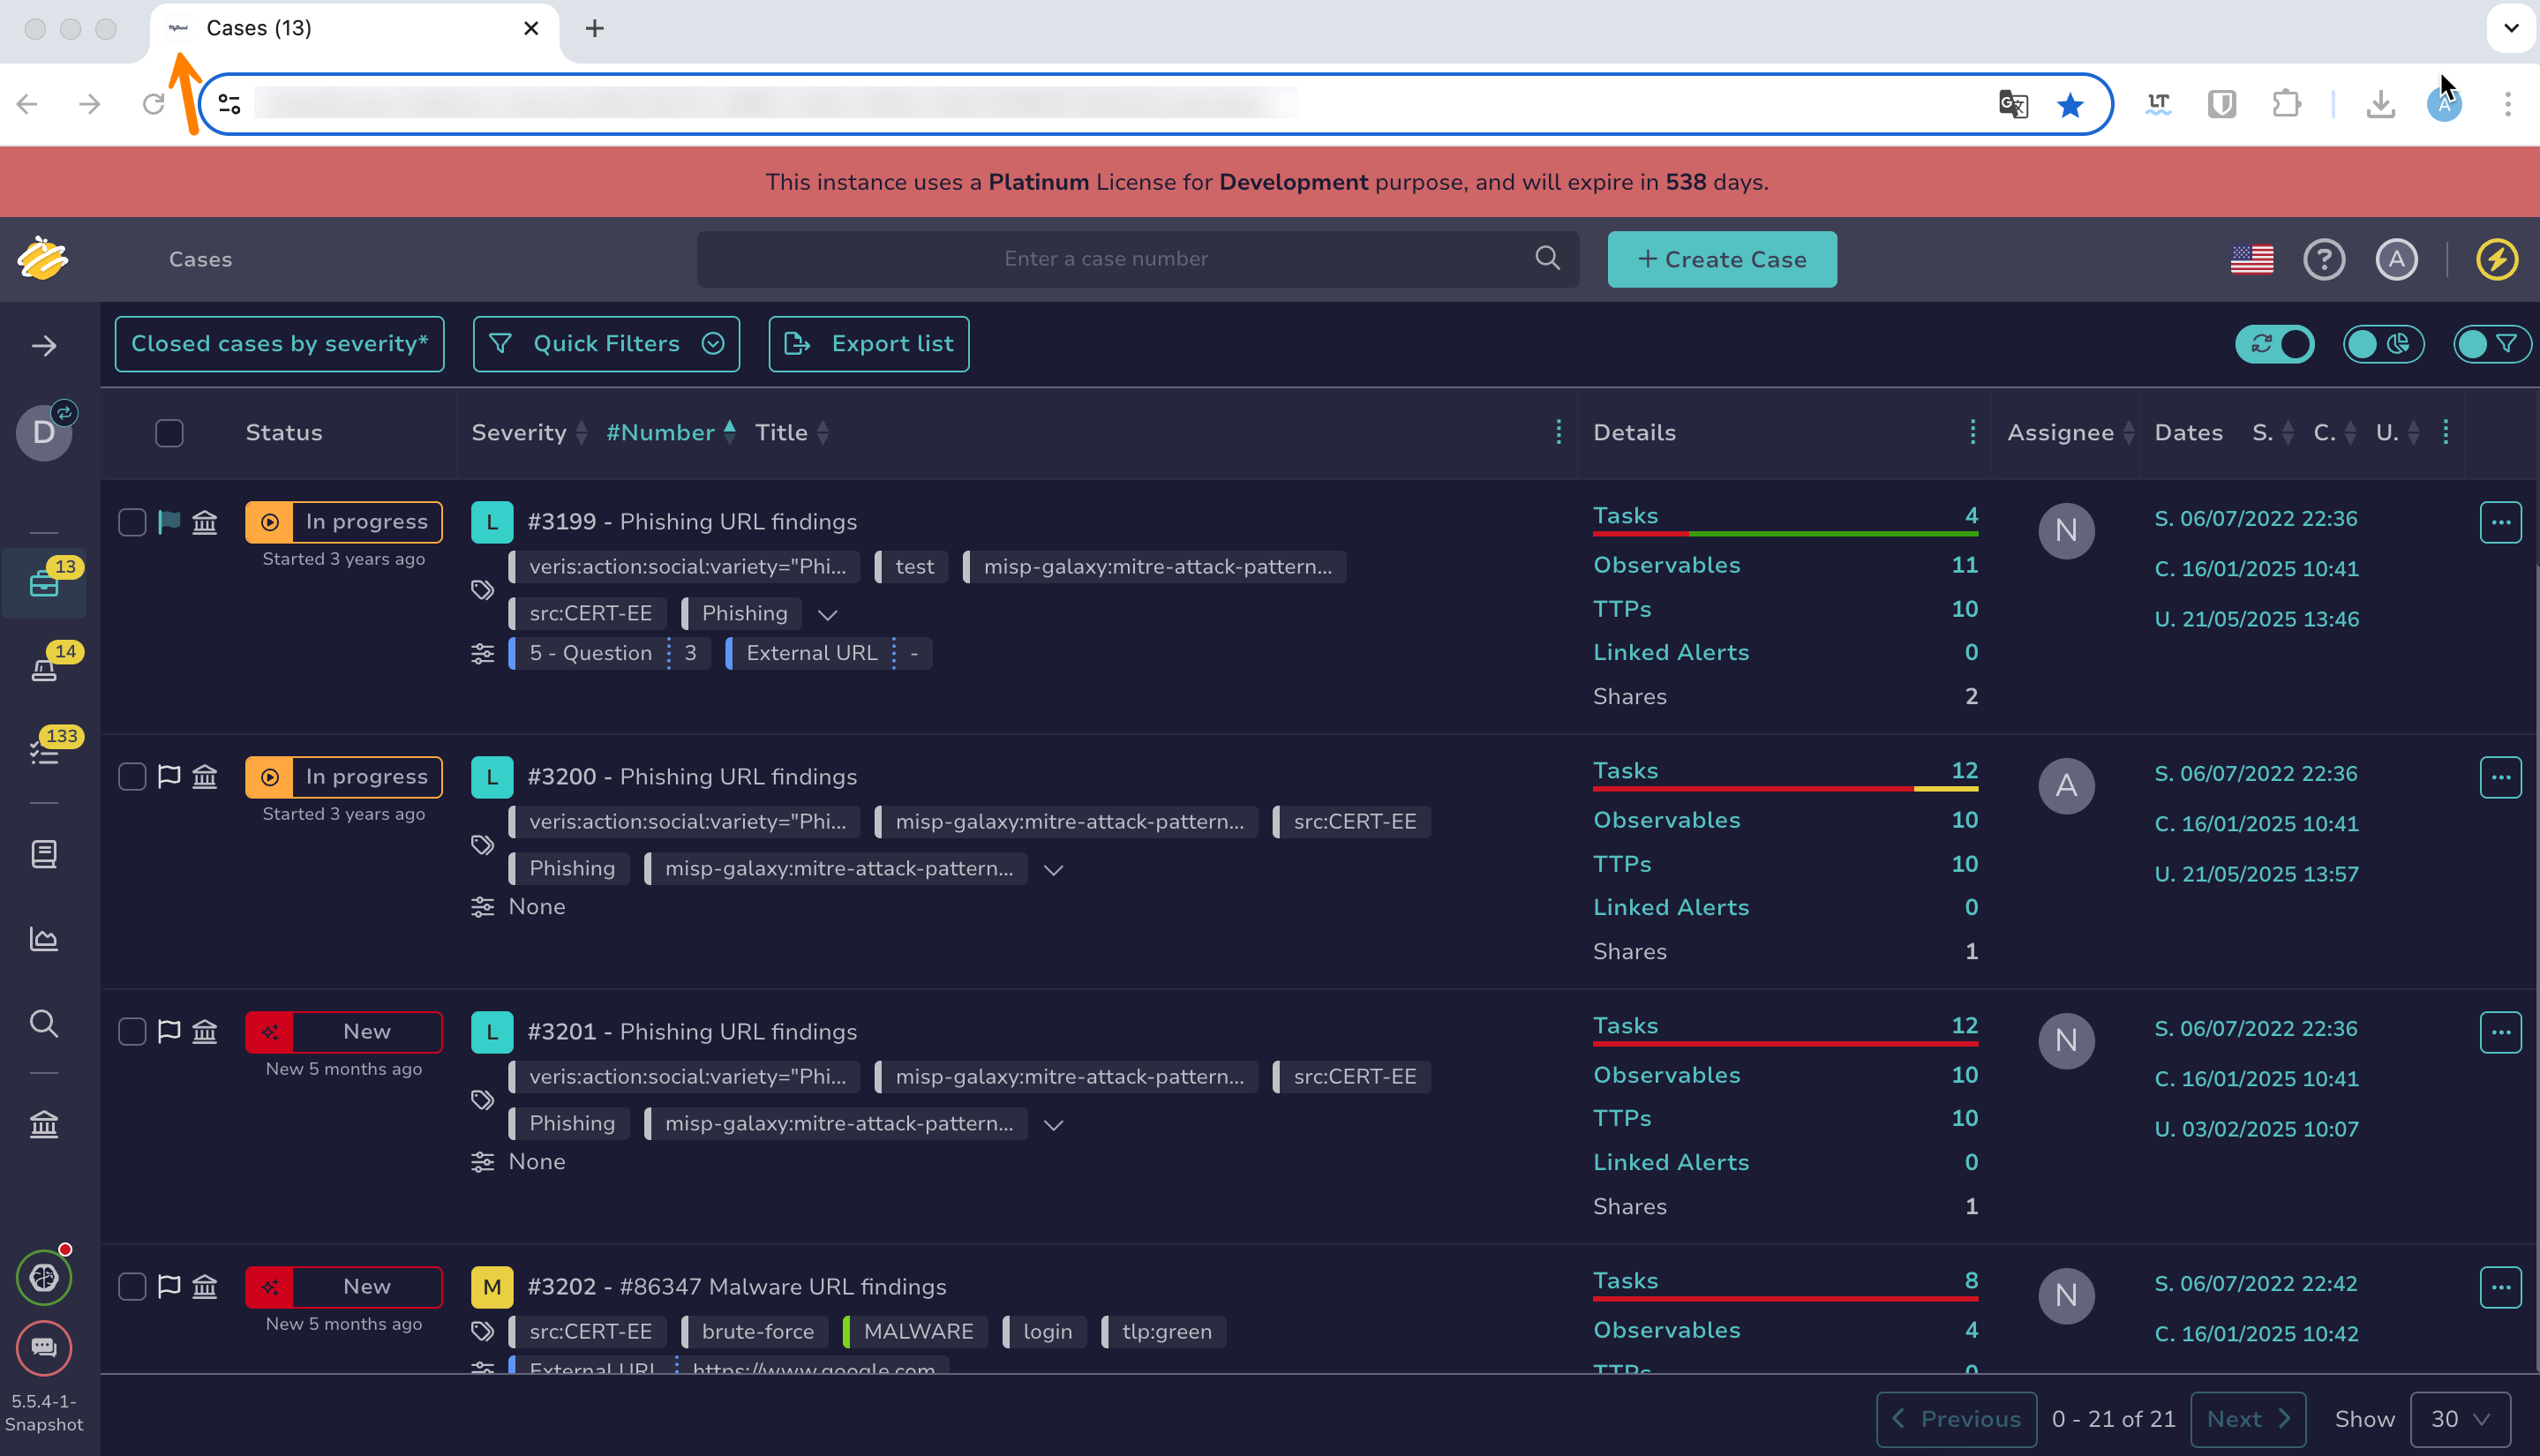 Cases (13)
A
This instance uses a Platinum License for Development purpose, and will expire in 538 days.
Cases
Enter a case number
+ Create Case
?
A
Closed cases by severity*
Quick Filters
Export list
D
Status
Severity #Number Title
Details
Assignee
Dates S. C. U.
13
14
133
In progress
Started 3 years ago
L #3199 - Phishing URL findings
veris:action:social:variety="Phi... test misp-galaxy:mitre-attack-pattern...
src:CERT-EE Phishing
5 - Question 3 External URL -
Tasks 4
Observables 11
TTPs 10
Linked Alerts 0
Shares 2
N
S. 06/07/2022 22:36
C. 16/01/2025 10:41
U. 21/05/2025 13:46
In progress
Started 3 years ago
L #3200 - Phishing URL findings
veris:action:social:variety="Phi... misp-galaxy:mitre-attack-pattern... src:CERT-EE
Phishing misp-galaxy:mitre-attack-pattern...
None
Tasks 12
Observables 10
TTPs 10
Linked Alerts 0
Shares 1
A
S. 06/07/2022 22:36
C. 16/01/2025 10:41
U. 21/05/2025 13:57
New
New 5 months ago
L #3201 - Phishing URL findings
veris:action:social:variety="Phi... misp-galaxy:mitre-attack-pattern... src:CERT-EE
Phishing misp-galaxy:mitre-attack-pattern...
None
Tasks 12
Observables 10
TTPs 10
Linked Alerts 0
Shares 1
N
S. 06/07/2022 22:36
C. 16/01/2025 10:41
U. 03/02/2025 10:07
New
New 5 months ago
M #3202 - #86347 Malware URL findings
src:CERT-EE brute-force MALWARE login tlp:green
External URL https://www.google.com
Tasks 8
Observables 4
TTPs 0
N
S. 06/07/2022 22:42
C. 16/01/2025 10:42
5.5.4-1-
Snapshot
Previous 0 - 21 of 21 Next Show 30